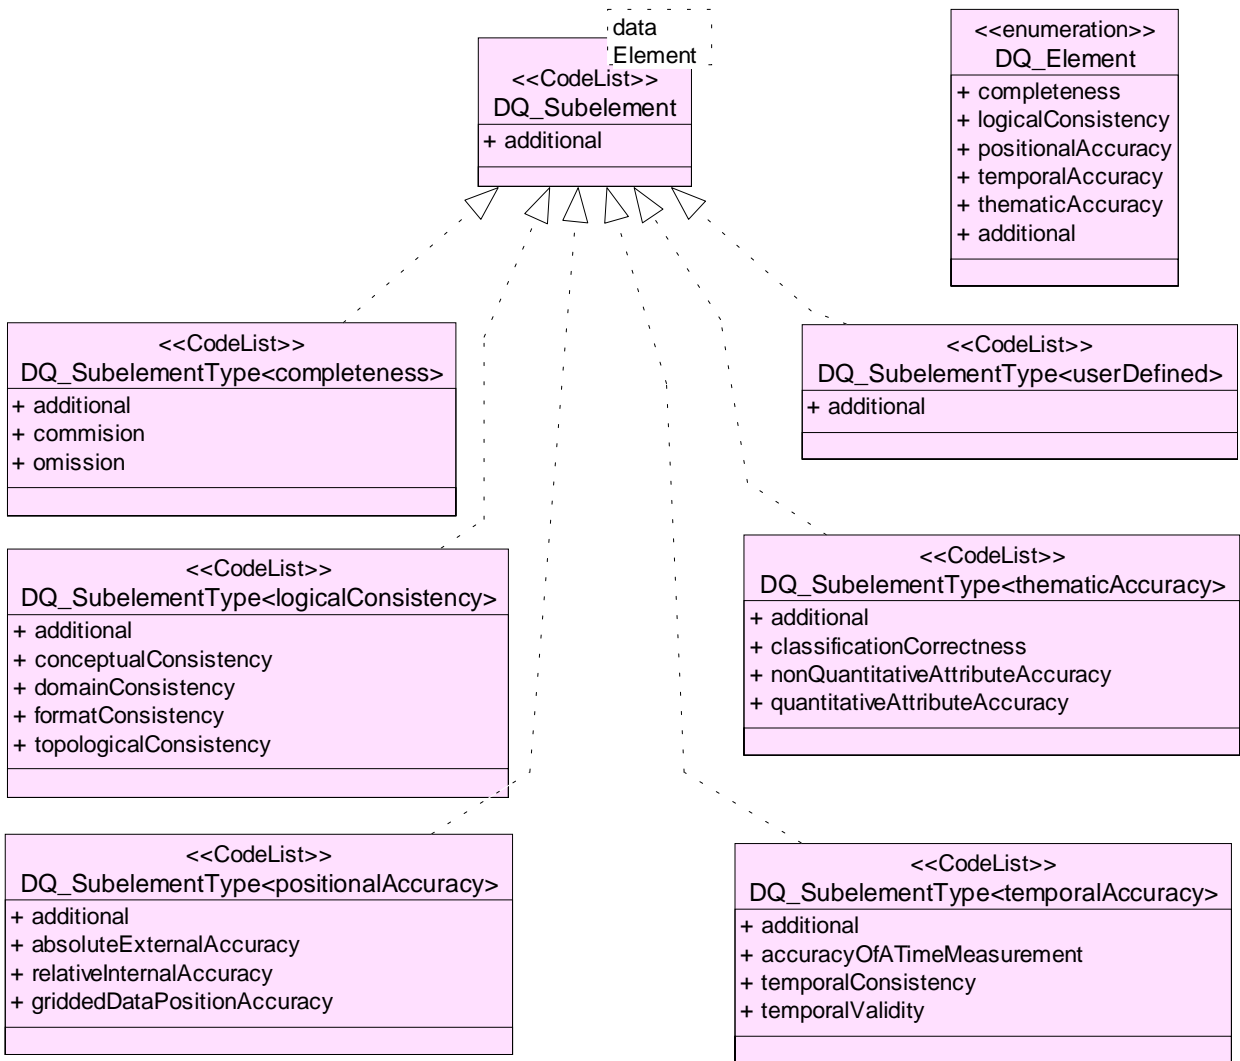 data
Element
<<CodeList>>
DQ_Subelement
+ additional
<<enumeration>>
DQ_Element
+ completeness
+ logicalConsistency
+ positionalAccuracy
+ temporalAccuracy
+ thematicAccuracy
+ additional
<<CodeList>>
DQ_SubelementType<completeness>
+ additional
+ commision
+ omission
<<CodeList>>
DQ_SubelementType<userDefined>
+ additional
<<CodeList>>
DQ_SubelementType<logicalConsistency>
+ additional
+ conceptualConsistency
+ domainConsistency
+ formatConsistency
+ topologicalConsistency
<<CodeList>>
DQ_SubelementType<thematicAccuracy>
+ additional
+ classificationCorrectness
+ nonQuantitativeAttributeAccuracy
+ quantitativeAttributeAccuracy
<<CodeList>>
DQ_SubelementType<positionalAccuracy>
+ additional
+ absoluteExternalAccuracy
+ relativeInternalAccuracy
+ griddedDataPositionAccuracy
<<CodeList>>
DQ_SubelementType<temporalAccuracy>
+ additional
+ accuracyOfATimeMeasurement
+ temporalConsistency
+ temporalValidity